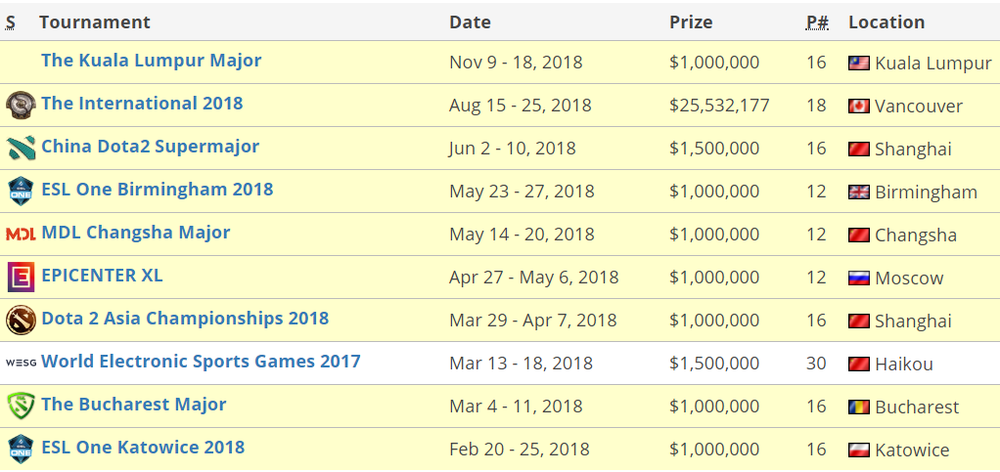 S Tournament Date Prize P# Location
The Kuala Lumpur Major Nov 9 - 18, 2018 $1,000,000 16 Kuala Lumpur
The International 2018 Aug 15 - 25, 2018 $25,532,177 18 Vancouver
China Dota2 Supermajor Jun 2 - 10, 2018 $1,500,000 16 Shanghai
ESL ONE ESL One Birmingham 2018 May 23 - 27, 2018 $1,000,000 12 Birmingham
MDL MDL Changsha Major May 14 - 20, 2018 $1,000,000 12 Changsha
E EPICENTER XL Apr 27 - May 6, 2018 $1,000,000 12 Moscow
Dota 2 Asia Championships 2018 Mar 29 - Apr 7, 2018 $1,000,000 16 Shanghai
WESG World Electronic Sports Games 2017 Mar 13 - 18, 2018 $1,500,000 30 Haikou
The Bucharest Major Mar 4 - 11, 2018 $1,000,000 16 Bucharest
ESL ONE ESL One Katowice 2018 Feb 20 - 25, 2018 $1,000,000 16 Katowice